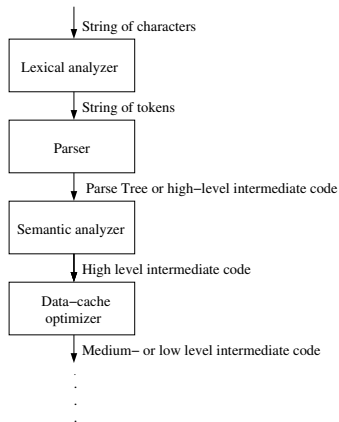 String of characters
Lexical analyzer
String of tokens
Parser
Parse Tree or high−level intermediate code
Semantic analyzer
High level intermediate code
Data−cache
optimizer
Medium− or low level intermediate code